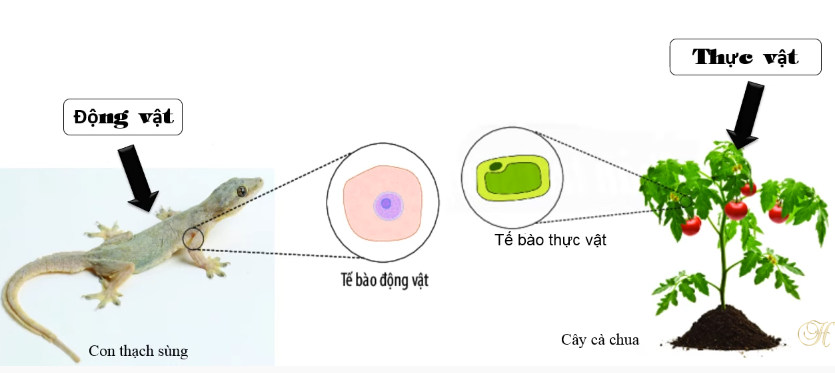 Thực vật
Động vật
Tế bào thực vật
Tế bào động vật
Cây cà chua
Con thạch sùng
H